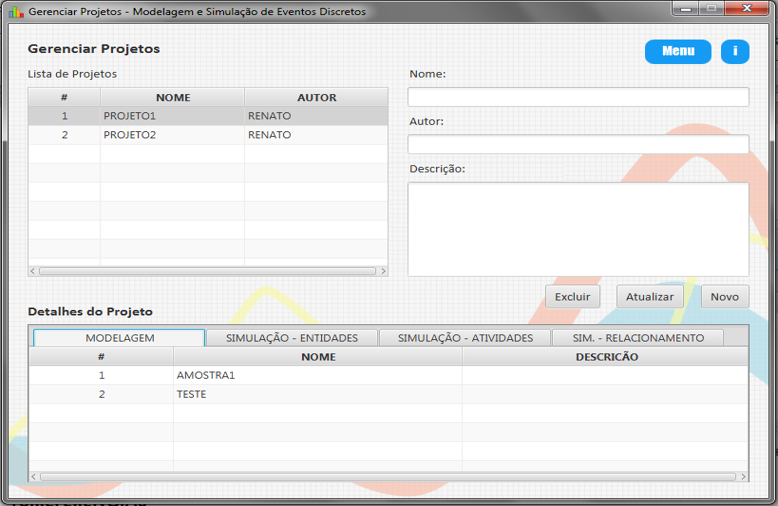 Gerenciar Projetos - Modelagem e Simulação de Eventos Discretos
Gerenciar Projetos
Menu
i
Lista de Projetos
# NOME AUTOR
1 PROJETO1 RENATO
2 PROJETO2 RENATO
Nome:
Autor:
Descrição:
Excluir Atualizar Novo
Detalhes do Projeto
MODELAGEM SIMULAÇÃO - ENTIDADES SIMULAÇÃO - ATIVIDADES SIM. - RELACIONAMENTO
# NOME DESCRICÃO
1 AMOSTRA1
2 TESTE